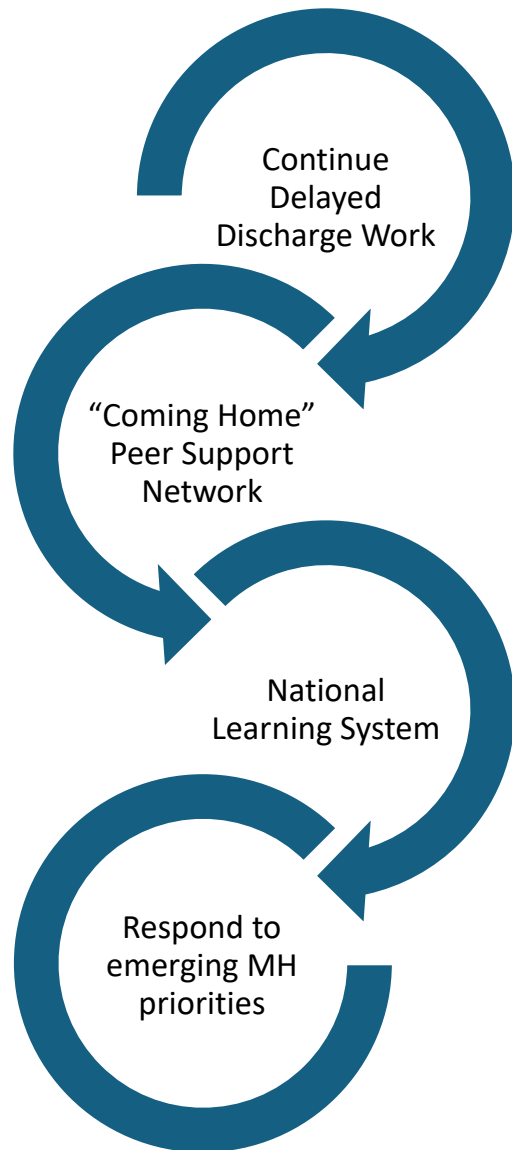 Continue
Delayed
Discharge Work
“Coming Home”
Peer Support
Network
National
Learning System
Respond to
emerging MH
priorities